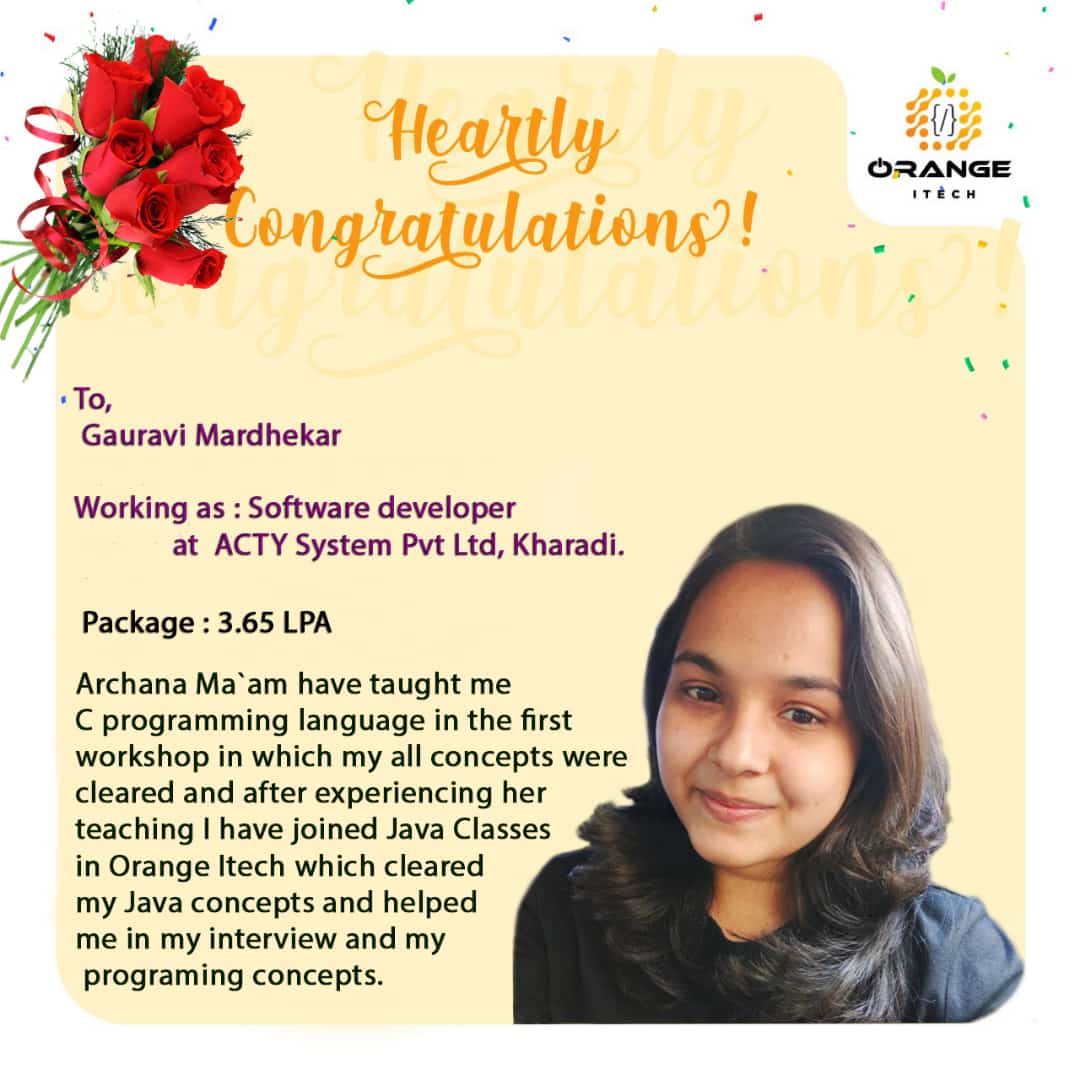 Heartly
Congratulations!
ORANGE
ITECH
To,
Gauravi Mardhekar
Working as : Software developer
at ACTY System Pvt Ltd, Kharadi.
Package : 3.65 LPA
Archana Ma`am have taught me
C programming language in the first
workshop in which my all concepts were
cleared and after experiencing her
teaching I have joined Java Classes
in Orange Itech which cleared
my Java concepts and helped
me in my interview and my
programing concepts.